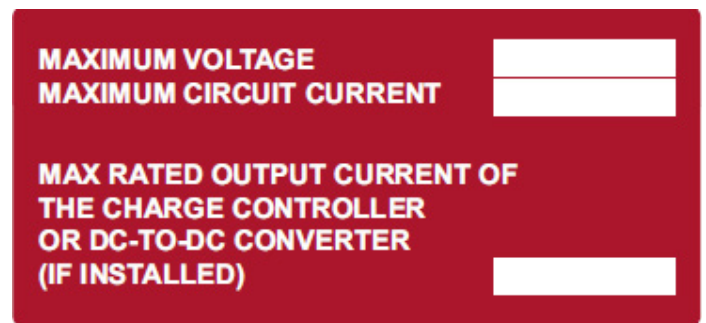 MAXIMUM VOLTAGE
MAXIMUM CIRCUIT CURRENT
MAX RATED OUTPUT CURRENT OF
THE CHARGE CONTROLLER
OR DC-TO-DC CONVERTER
(IF INSTALLED)